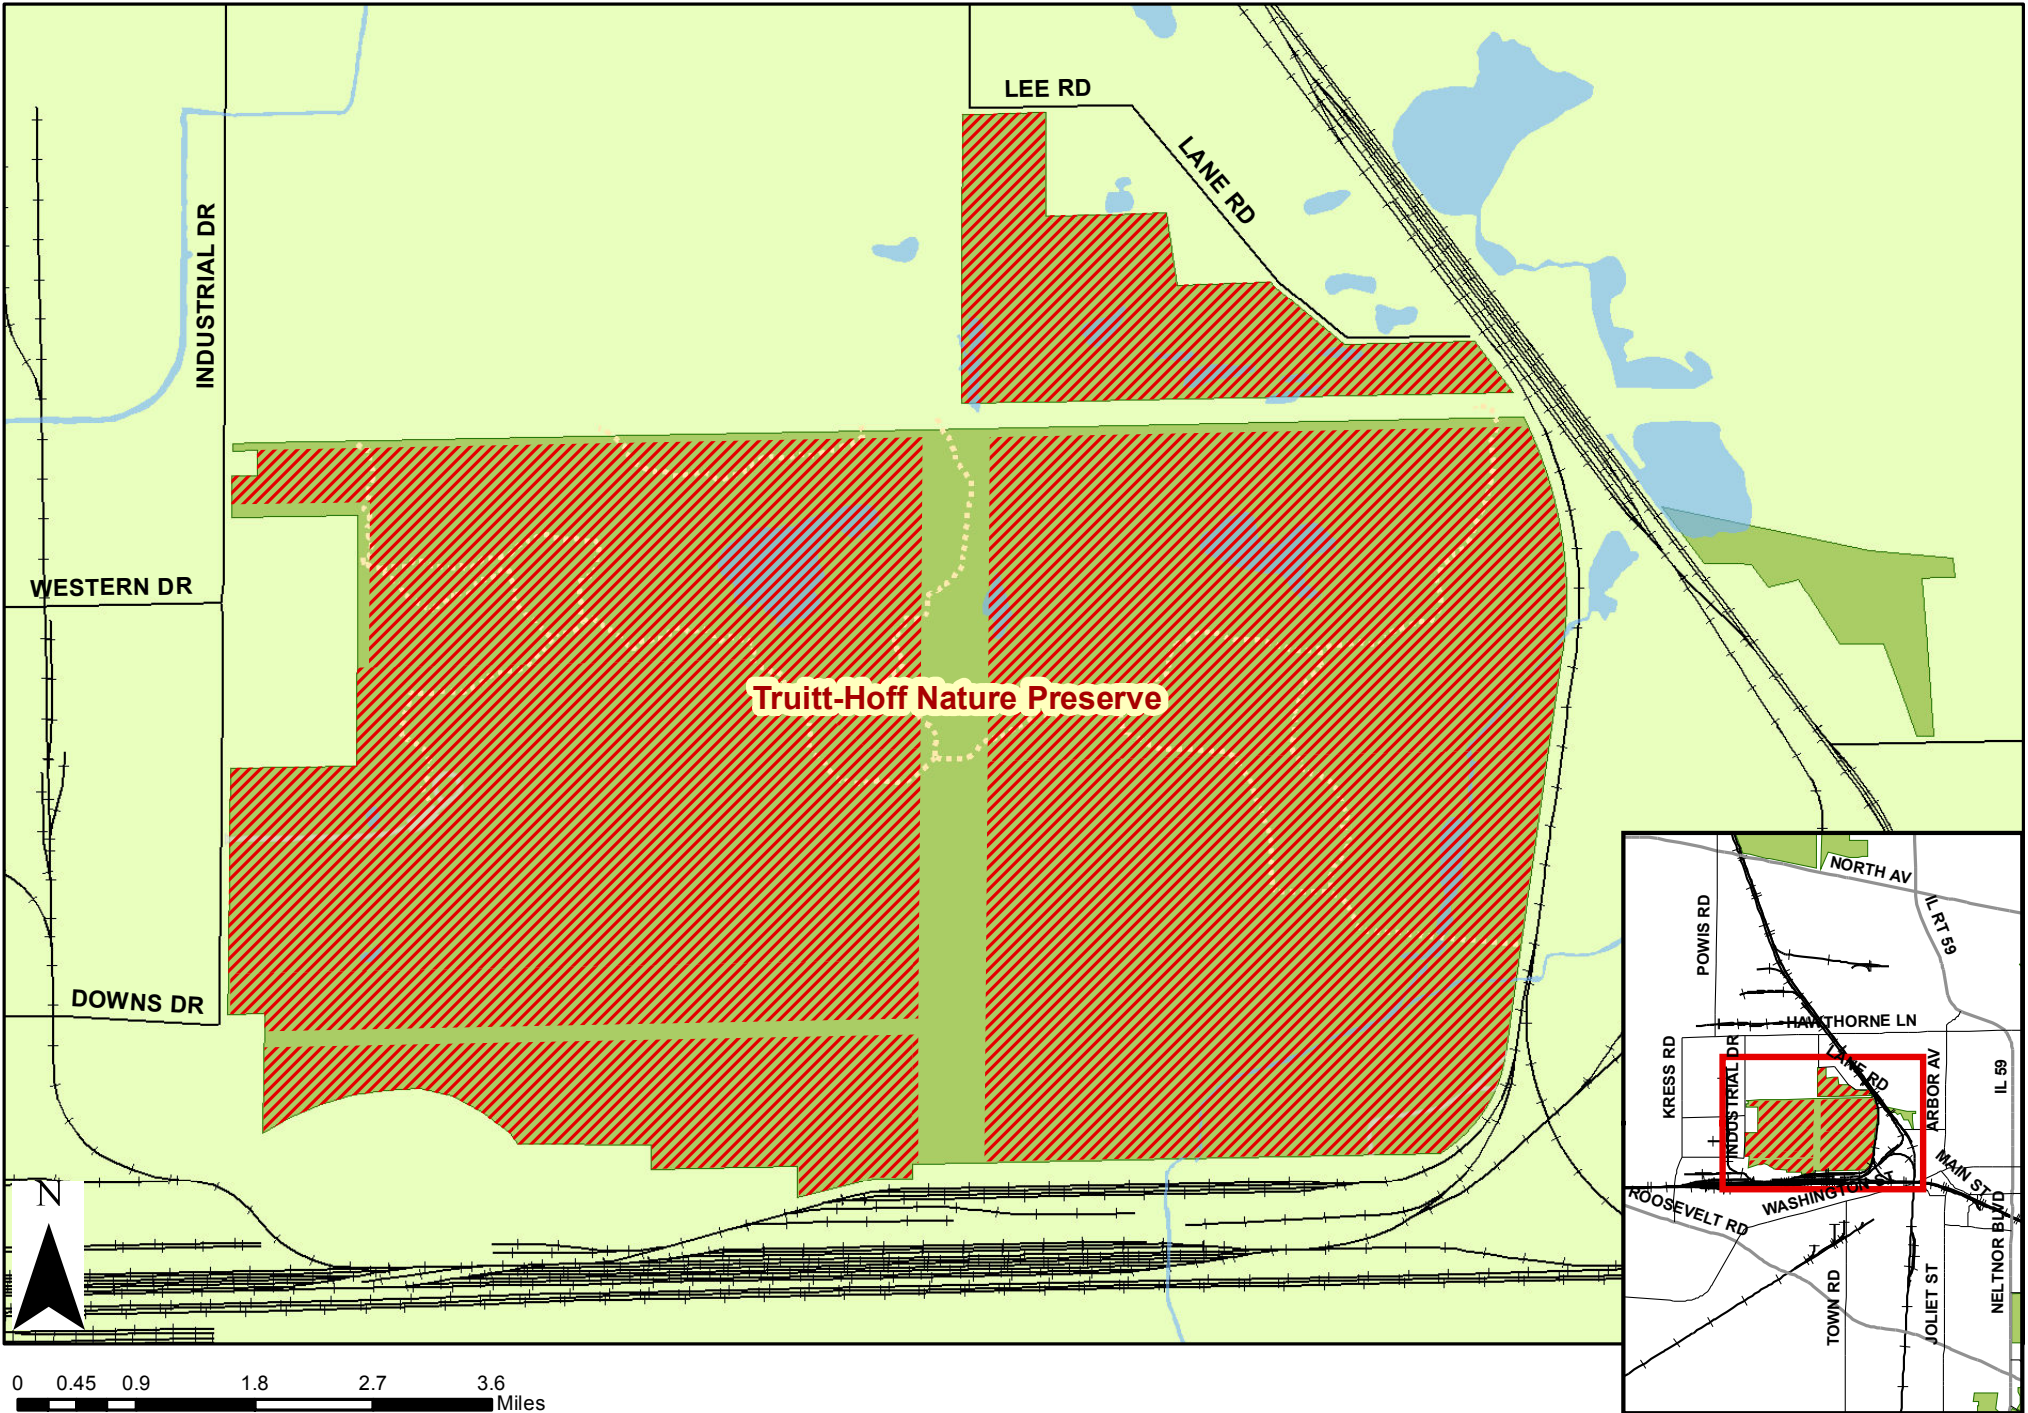 LEE RD
LANE RD
INDUSTRIAL DR
WESTERN DR
Truitt-Hoff Nature Preserve
DOWNS DR
N
0 0.45 0.9 1.8 2.7 3.6
Miles
NORTH AV
POWIS RD
IL RT 59
HAWTHORNE LN
KRESS RD
INDUSTRIAL DR
LANE RD
ARBOR AV
IL 59
MAIN ST
WASHINGTON ST
ROOSEVELT RD
NELTNOR BLVD
TOWN RD
JOLIET ST